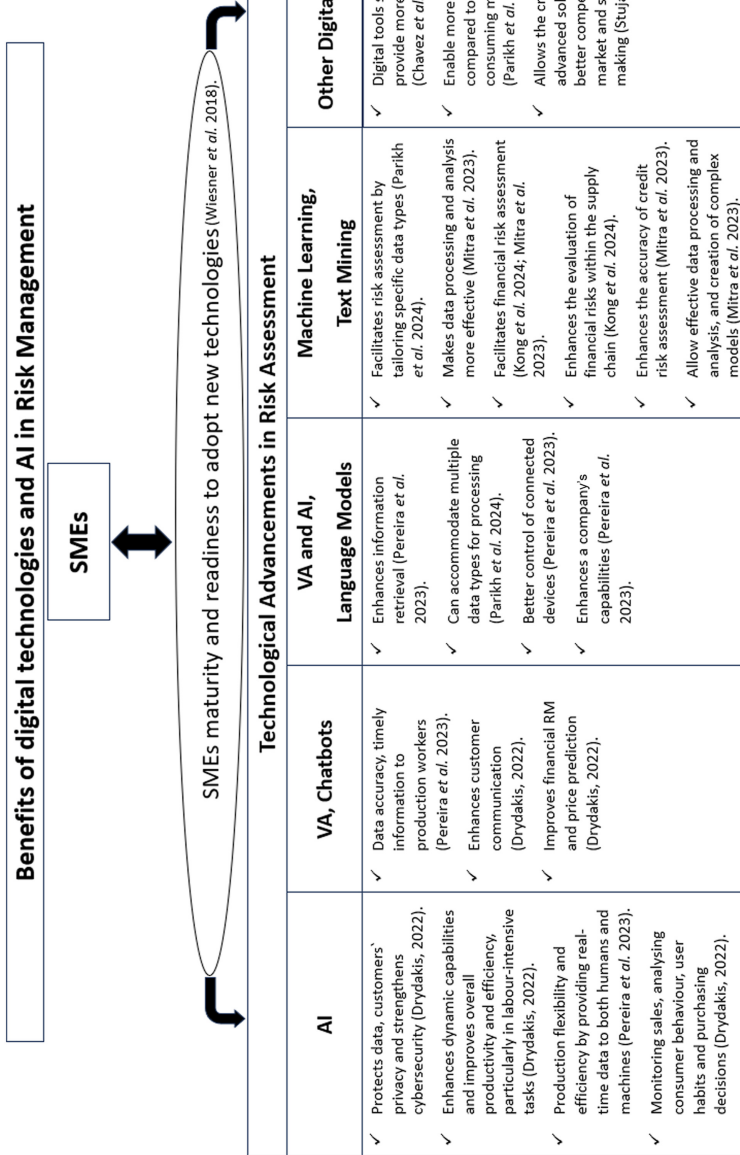 Benefits of digital technologies and AI in Risk Management
SMEs
SMEs maturity and readiness to adopt new technologies (Wiesner et al. 2018).
Technological Advancements in Risk Assessment
AI
✓ Protects data, customers`
privacy and strengthens
cybersecurity (Drydakis, 2022).
✓ Enhances dynamic capabilities
and improves overall
productivity and efficiency,
particularly in labour-intensive
tasks (Drydakis, 2022).
✓ Production flexibility and
efficiency by providing real-
time data to both humans and
machines (Pereira et al. 2023).
✓ Monitoring sales, analysing
consumer behaviour, user
habits and purchasing
decisions (Drydakis, 2022).
VA, Chatbots
✓ Data accuracy, timely
information to
production workers
(Pereira et al. 2023).
✓ Enhances customer
communication
(Drydakis, 2022).
✓ Improves financial RM
and price prediction
(Drydakis, 2022).
VA and AI,
Language Models
✓ Enhances information
retrieval (Pereira et al.
2023).
✓ Can accommodate multiple
data types for processing
(Parikh et al. 2024).
✓ Better control of connected
devices (Pereira et al. 2023).
✓ Enhances a company's
capabilities (Pereira et al.
2023).
Machine Learning,
Text Mining
✓ Facilitates risk assessment by
tailoring specific data types (Parikh
et al. 2024).
✓ Makes data processing and analysis
more effective (Mitra et al. 2023).
✓ Facilitates financial risk assessment
(Kong et al. 2024; Mitra et al.
2023).
✓ Enhances the evaluation of
financial risks within the supply
chain (Kong et al. 2024).
✓ Enhances the accuracy of credit
risk assessment (Mitra et al. 2023).
✓ Allow effective data processing and
analysis, and creation of complex
models (Mitra et al. 2023).
Other Digita
✓ Digital tools
provide more
(Chavez et al
✓ Enable more
compared to
consuming
(Parikh et al.
✓ Allows the
advanced
better
market and
making